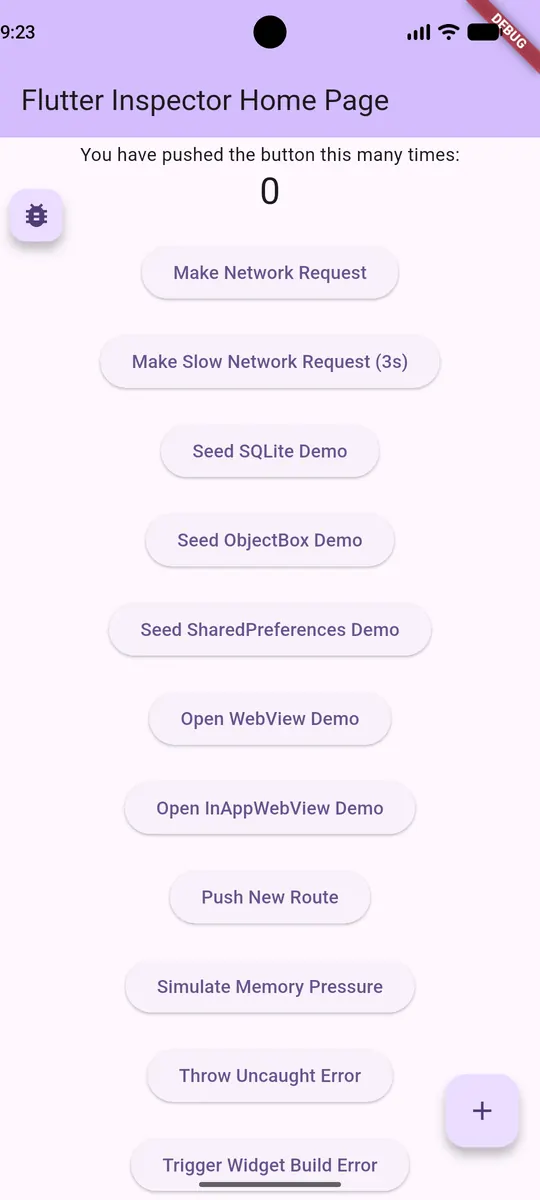 9:23
DEBUG
Flutter Inspector Home Page
You have pushed the button this many times:
0
Make Network Request
Make Slow Network Request (3s)
Seed SQLite Demo
Seed ObjectBox Demo
Seed SharedPreferences Demo
Open WebView Demo
Open InAppWebView Demo
Push New Route
Simulate Memory Pressure
Throw Uncaught Error
+
Trigger Widget Build Error